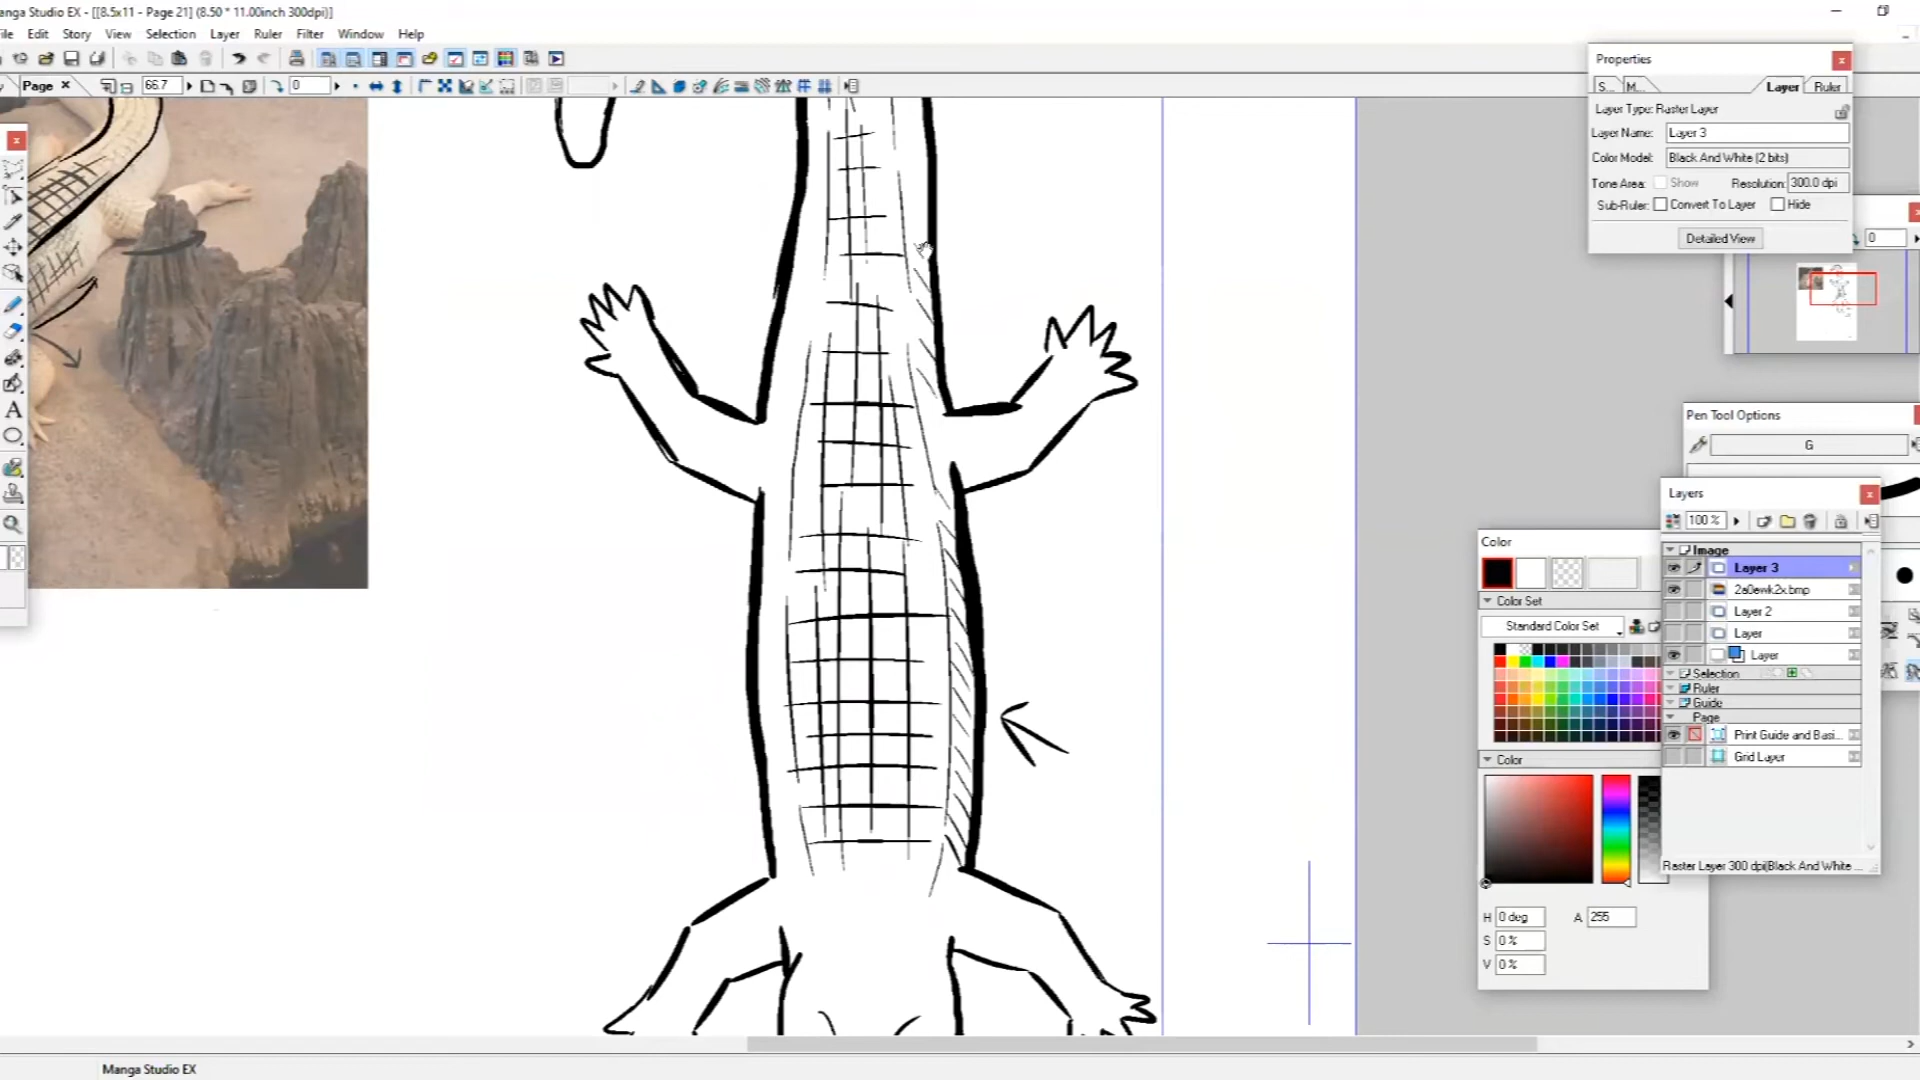 anga Studio EX - [[8.5x11 - Page 21] (8.50 * 11.00inch 300dpi)]
ile Edit Story View Selection Layer Ruler Filter Window Help
Page × 66.7 0
Properties
S... M... Layer Ruler
Layer Type: Raster Layer
Layer Name: Layer 3
Color Model: Black And White (2 bits)
Tone Area: Show Resolution: 300.0 dpi
Sub-Ruler: Convert To Layer Hide
Detailed View
0
Pen Tool Options
G
Layers
100 %
Image
Layer 3
2a0ewk2x.bmp
Layer 2
Layer
Layer
Selection
Ruler
Guide
Page
Print Guide and Basi...
Grid Layer
Raster Layer 300 dpi(Black And White ...
Color
Color Set
Standard Color Set
Color
H 0 deg A 255
S 0 %
V 0 %
A
Manga Studio EX